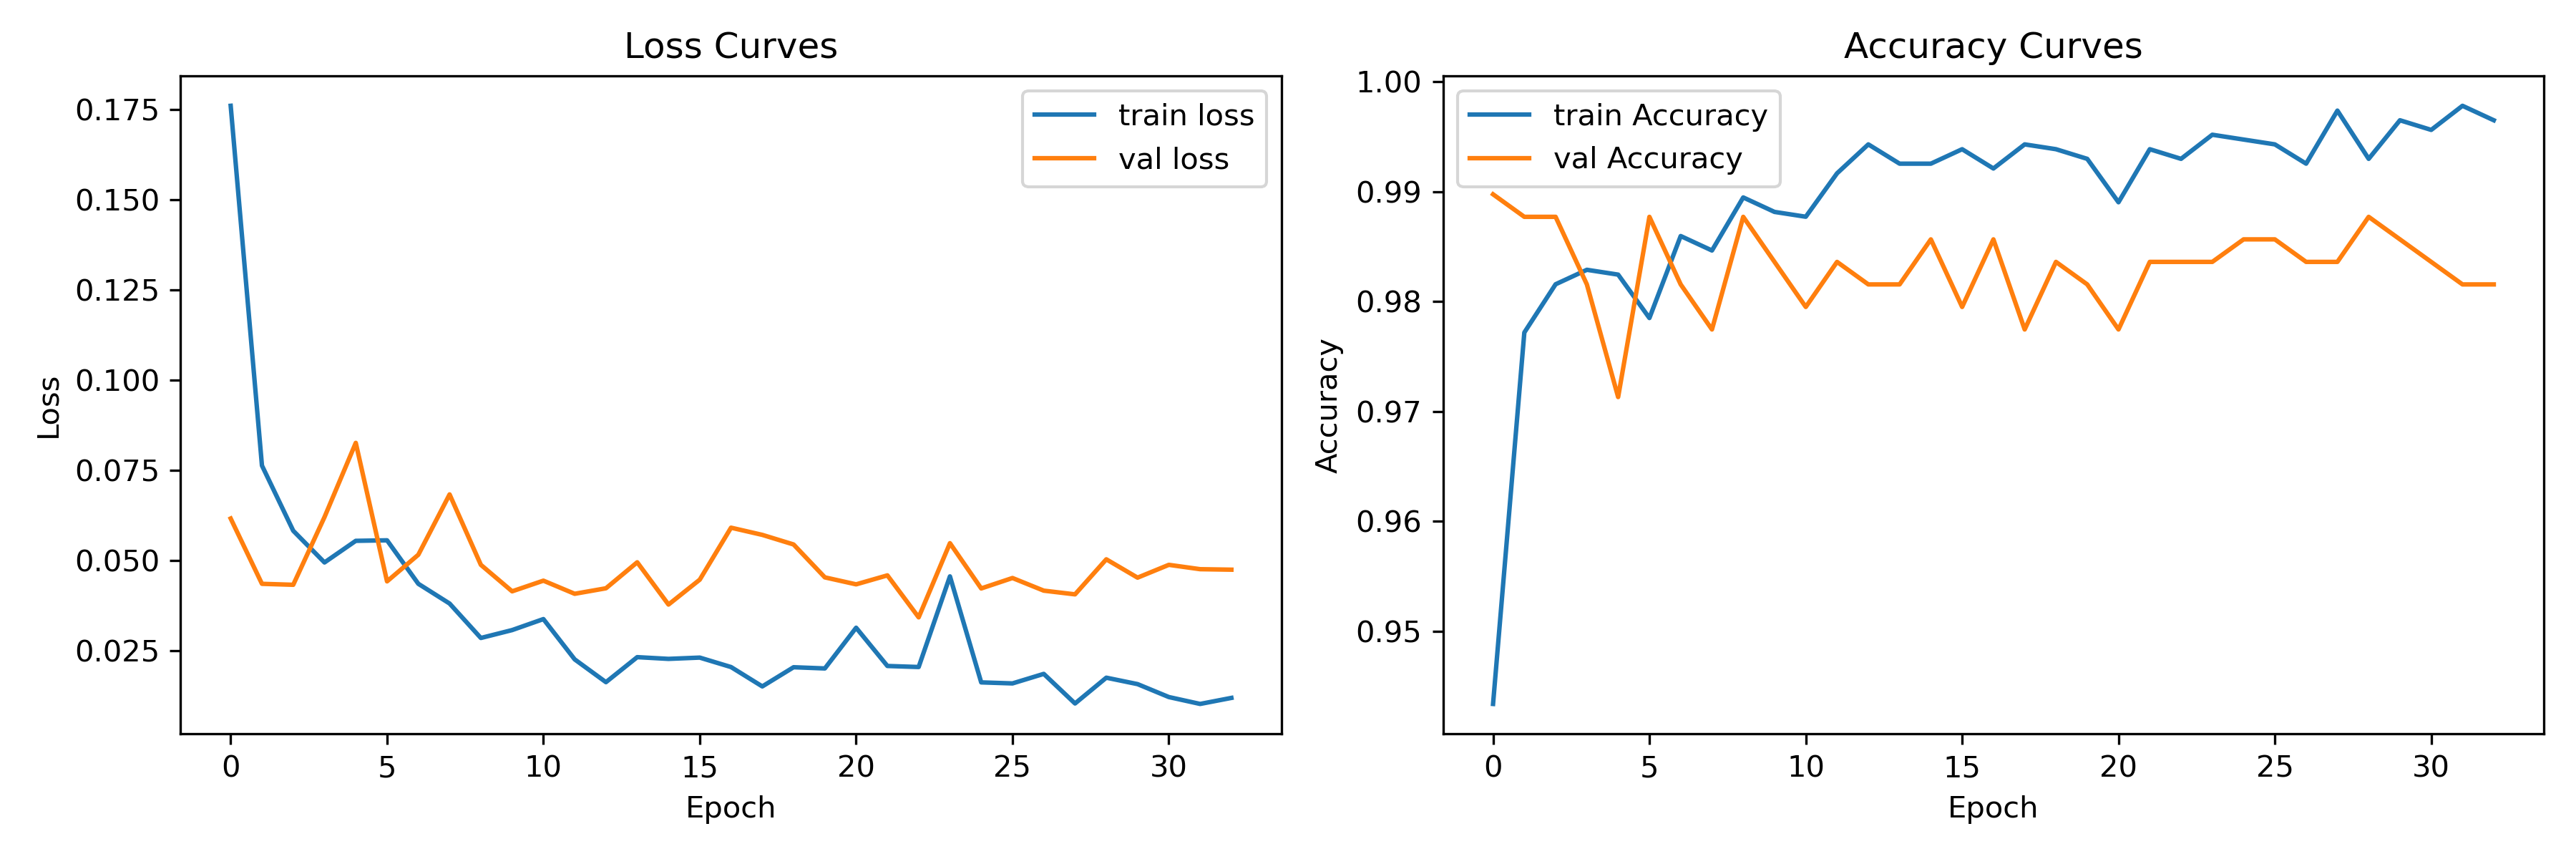 Loss Curves
0.175
0.150
0.125
0.100
0.075
0.050
0.025
Loss
train loss
val loss
0 5 10 15 20 25 30
Epoch
Accuracy Curves
1.00
0.99
0.98
0.97
0.96
0.95
Accuracy
train Accuracy
val Accuracy
0 5 10 15 20 25 30
Epoch